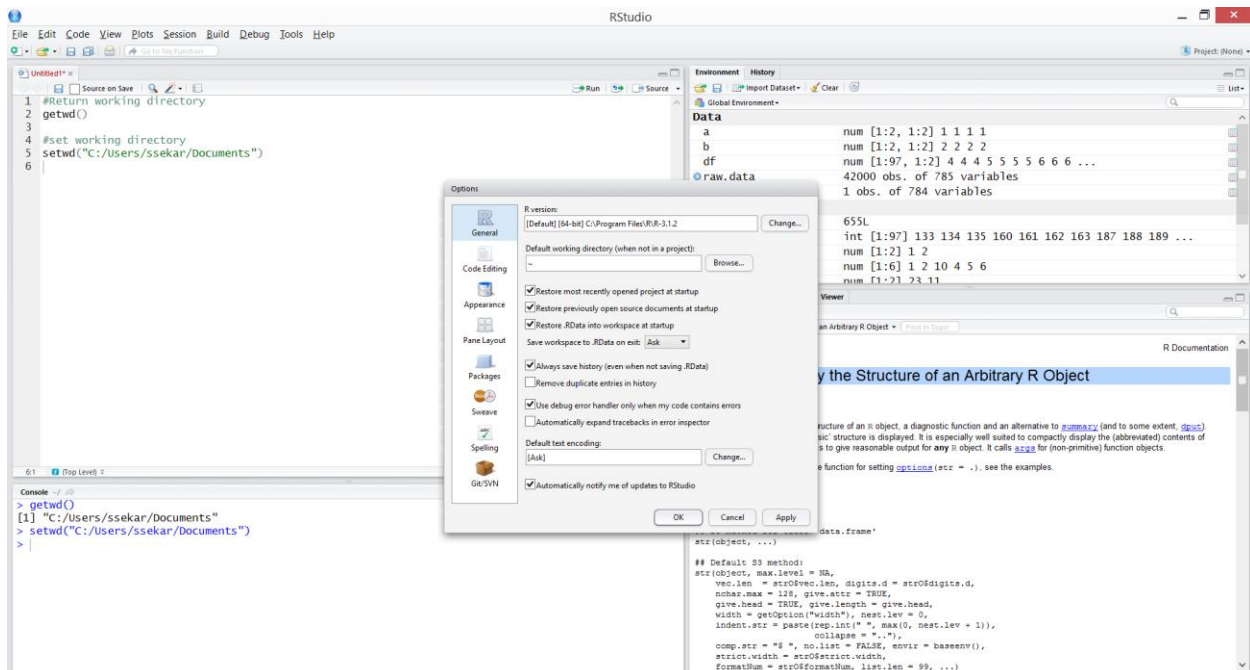 RStudio
File Edit Code View Plots Session Build Debug Tools Help
Go to file/function
Project: (None)
Untitled1*
Source on Save
Run
Source
1 #Return working directory
2 getwd()
3
4 #set working directory
5 setwd("C:/Users/ssekar/Documents")
6
6:1 (Top Level)
Console ~/
> getwd()
[1] "C:/Users/ssekar/Documents"
> setwd("C:/Users/ssekar/Documents")
>
Environment History
Import Dataset Clear
List
Global Environment
Data
a num [1:2, 1:2] 1 1 1 1
b num [1:2, 1:2] 2 2 2 2
df num [1:97, 1:2] 4 4 4 5 5 5 5 6 6 6 ...
raw.data 42000 obs. of 785 variables
1 obs. of 784 variables
655L
int [1:97] 133 134 135 160 161 162 163 187 188 189 ...
num [1:2] 1 2
num [1:6] 1 2 10 4 5 6
num [1:2] 23 11
Options
General
Code Editing
Appearance
Pane Layout
Packages
Sweave
Spelling
Git/SVN
R version:
[Default] [64-bit] C:\Program Files\R\R-3.1.2
Change...
Default working directory (when not in a project):
~
Browse...
Restore most recently opened project at startup
Restore previously open source documents at startup
Restore .RData into workspace at startup
Save workspace to .RData on exit: Ask
Always save history (even when not saving .RData)
Remove duplicate entries in history
Use debug error handler only when my code contains errors
Automatically expand tracebacks in error inspector
Default text encoding:
[Ask]
Change...
Automatically notify me of updates to RStudio
OK Cancel Apply
Viewer
an Arbitrary R Object
Find in Topic
R Documentation
y the Structure of an Arbitrary R Object
ructure of an R object, a diagnostic function and an alternative to summary (and to some extent, dput).
sic' structure is displayed. It is especially well suited to compactly display the (abbreviated) contents of
s to give reasonable output for any R object. It calls args for (non-primitive) function objects.
e function for setting options(str = .), see the examples.
'data.frame'
str(object, ...)
## Default S3 method:
str(object, max.level = NA,
vec.len = strO$vec.len, digits.d = strO$digits.d,
nchar.max = 128, give.attr = TRUE,
give.head = TRUE, give.length = give.head,
width = getOption("width"), nest.lev = 0,
indent.str = paste(rep.int(" ", max(0, nest.lev + 1)),
collapse = ".."),
comp.str = "$ ", no.list = FALSE, envir = baseenv(),
strict.width = strO$strict.width,
formatNum = strO$formatNum, list.len = 99, ...)